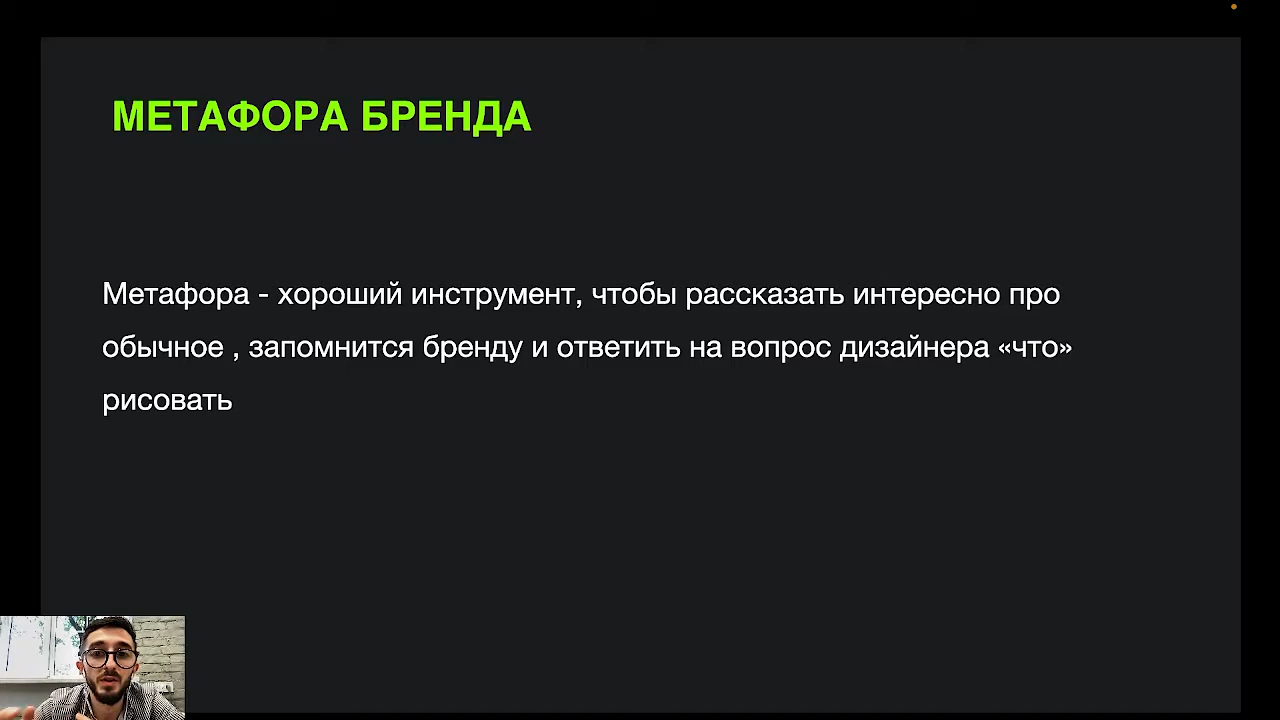 МЕТАФОРА БРЕНДА
Метафора - хороший инструмент, чтобы рассказать интересно про
обычное , запомнится бренду и ответить на вопрос дизайнера «что»
рисовать